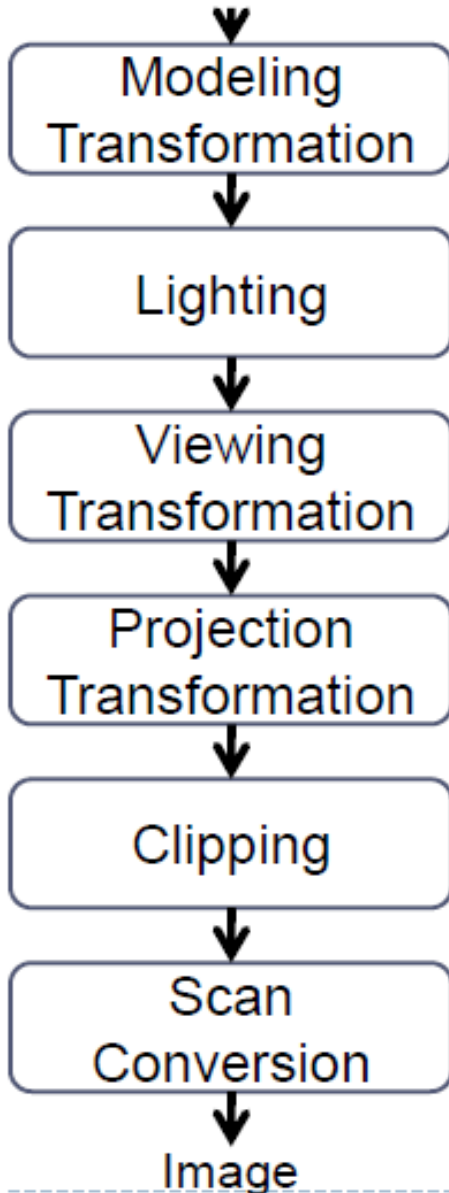 Modeling
Transformation
Lighting
Viewing
Transformation
Projection
Transformation
Clipping
Scan
Conversion
Image